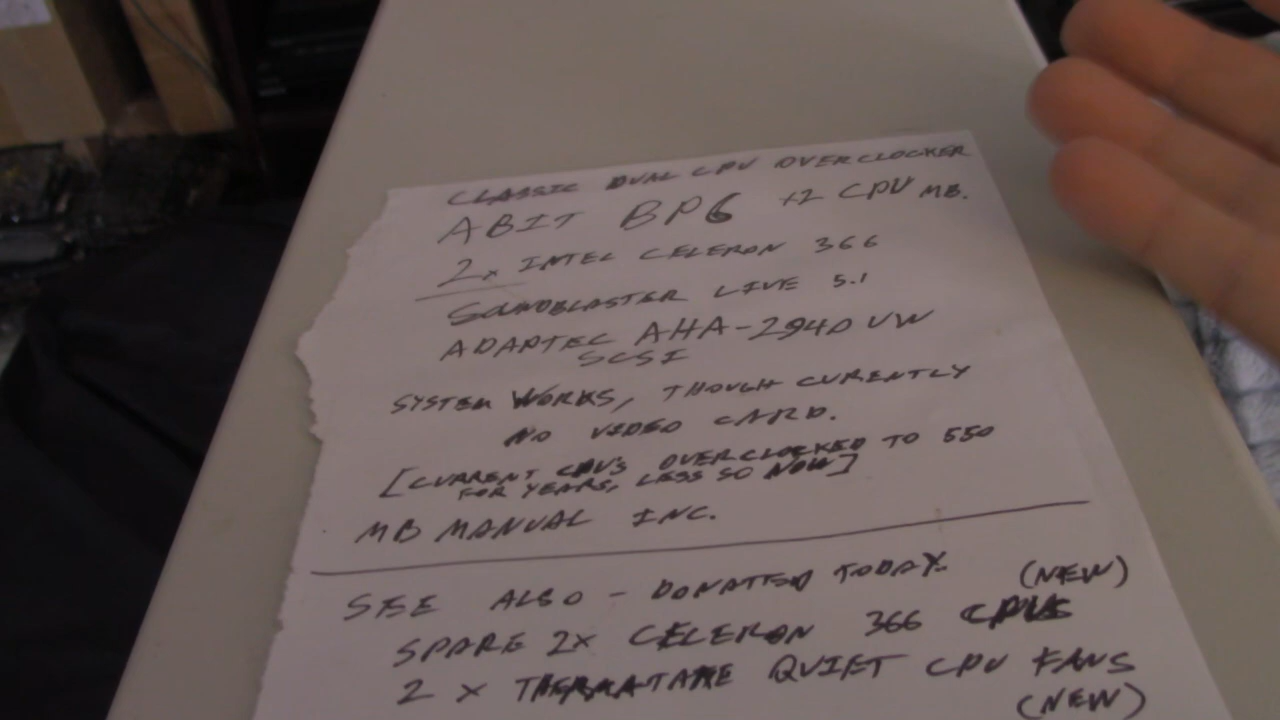 CLASSIC DUAL CPU OVERCLOCKER
ABIT BP6 +2 CPU MB.
2x INTEL CELERON 366
SOUNDBLASTER LIVE 5.1
ADAPTEC AHA-2940 UW
SCSI
SYSTEM WORKS, THOUGH CURENTLY
NO VIDEO CARD.
[CURRENT CPU'S OVERCLOCKED TO 550
FOR YEARS, LESS SO NOW]
MB MANUAL INC.
SEE ALSO - DONATED TODAY.
(NEW)
SPARE 2X CELERON 366 CPUS
2 X THERMATAKE QUIET CPU FANS
(NEW)